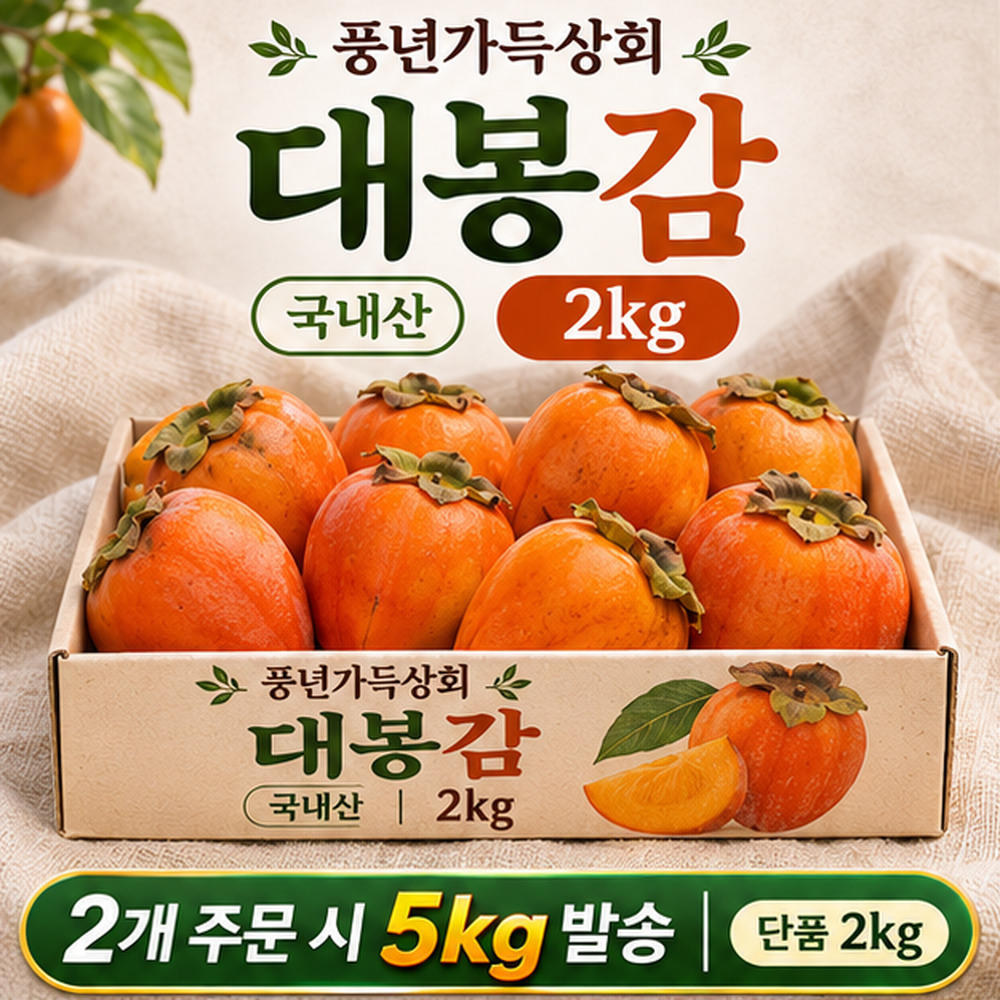 풍년가득상회
대봉감
국내산 2kg
풍년가득상회
대봉감
국내산 | 2kg
2개 주문 시 5kg 발송 | 단품 2kg